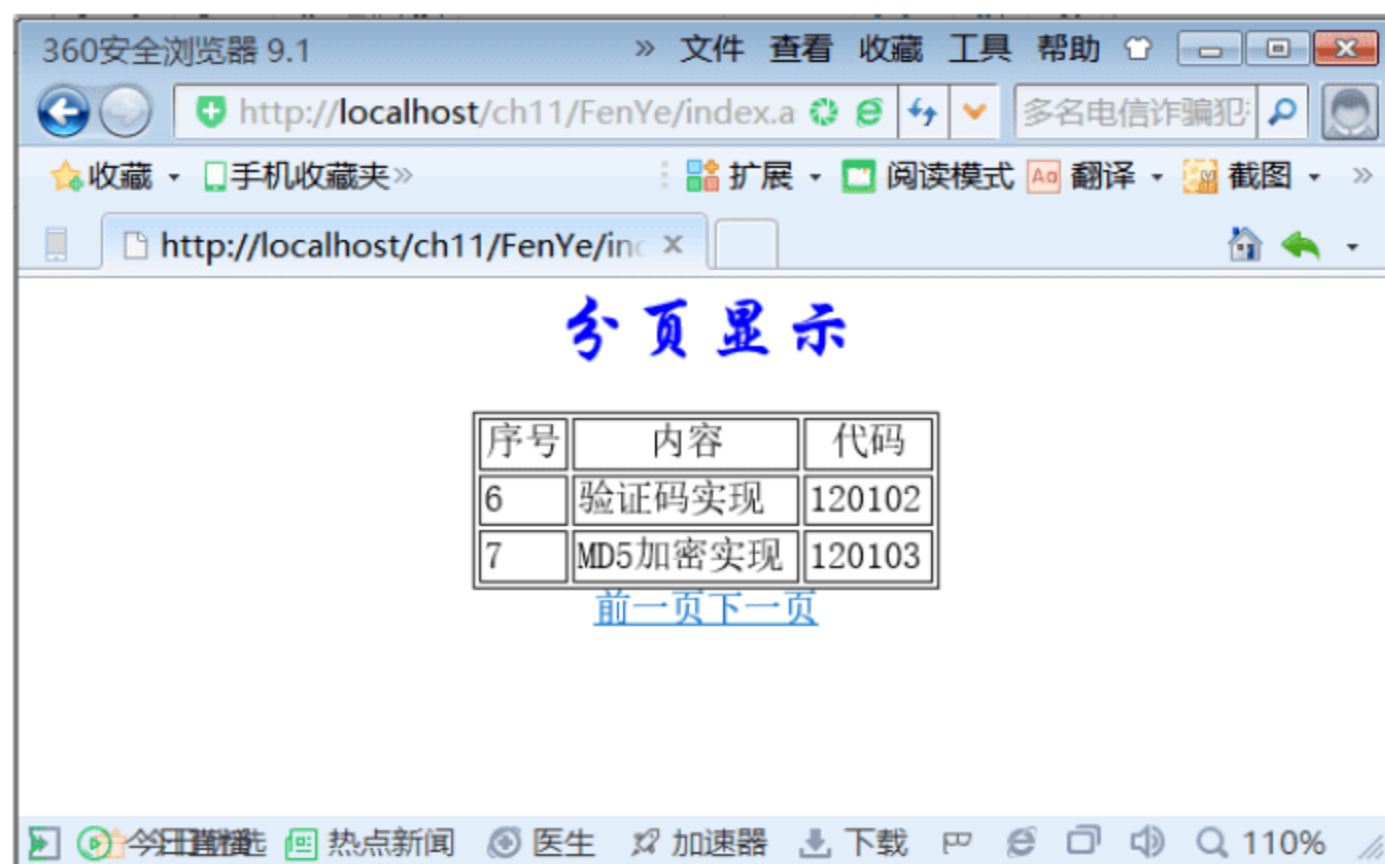 360安全浏览器 9.1 » 文件 查看 收藏 工具 帮助
http://localhost/ch11/FenYe/index.a 多名电信诈骗犯
收藏 手机收藏夹» 扩展 阅读模式 Aa 翻译 截图 »
http://localhost/ch11/FenYe/in ×
分页显示
序号 内容 代码
6 验证码实现 120102
7 MD5加密实现 120103
前一页下一页
今日直播 热点新闻 医生 加速器 下载 110%